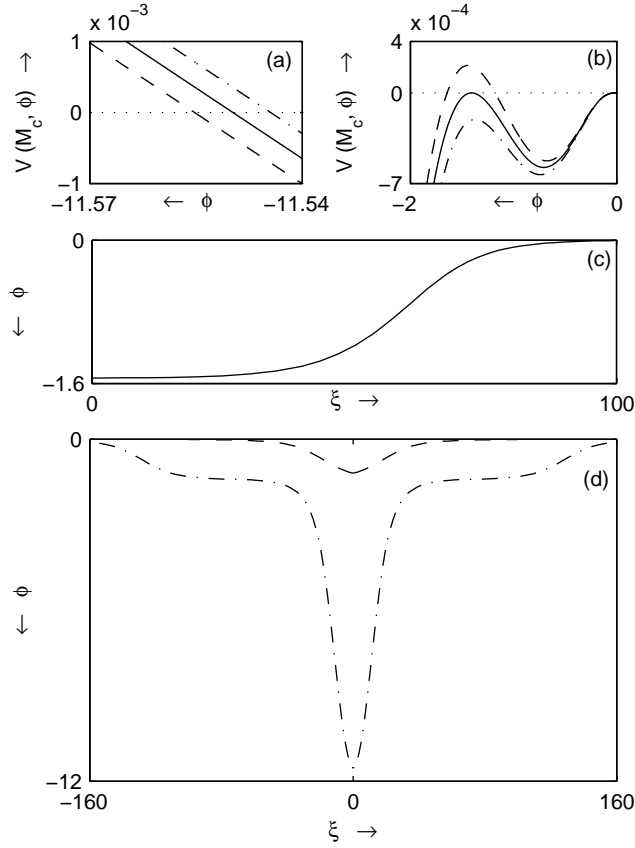 x 10⁻³
1
0
−1
−11.57
−11.54
← ϕ
V (M_c, ϕ) →
(a)
x 10⁻⁴
4
0
−7
−2
0
← ϕ
V (M_c, ϕ) →
(b)
0
−1.6
0
100
ξ →
← ϕ
(c)
0
−12
−160
0
160
ξ →
← ϕ
(d)